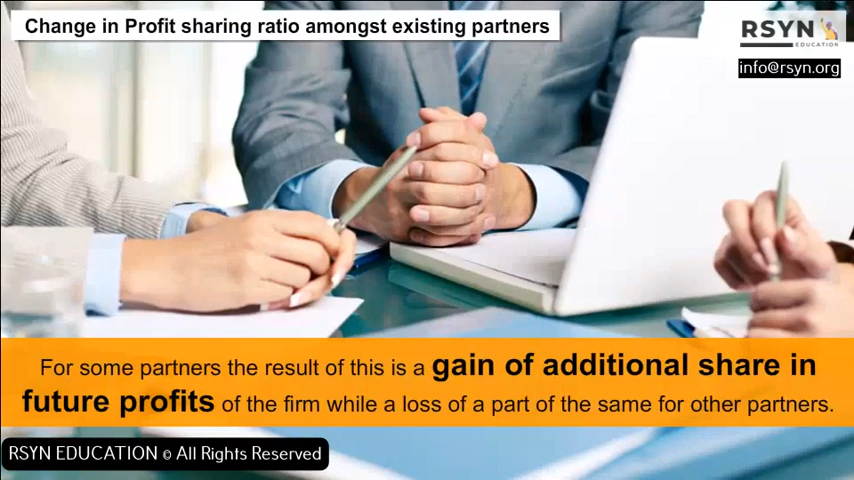 Change in Profit sharing ratio amongst existing partners
RSYN
EDUCATION
info@rsyn.org
For some partners the result of this is a gain of additional share in
future profits of the firm while a loss of a part of the same for other partners.
RSYN EDUCATION © All Rights Reserved